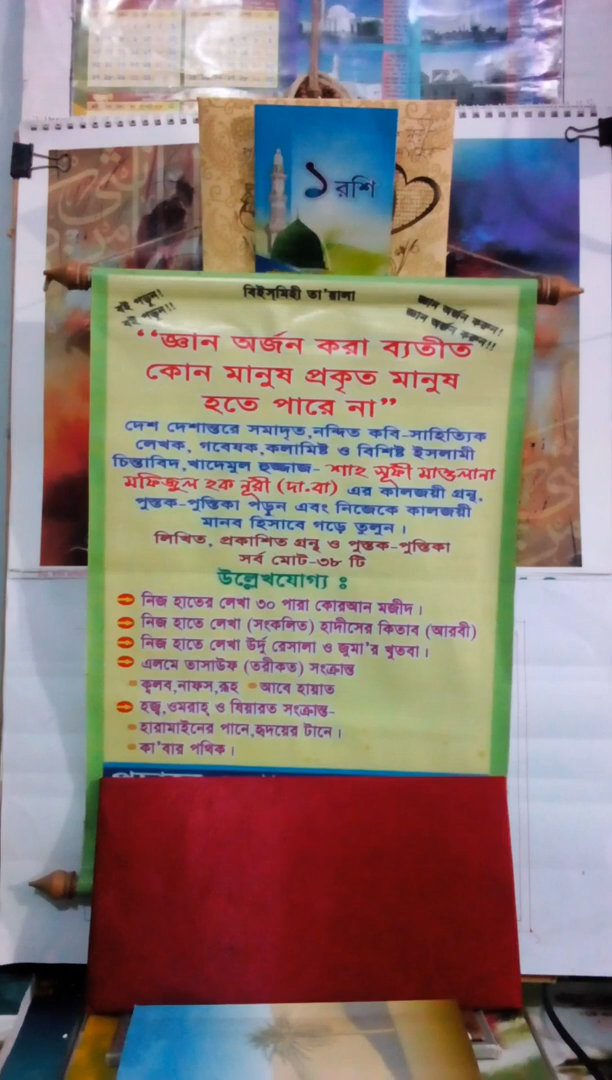 ১ রশি
বই পড়ুন!
বই পড়ুন!!
বিইসমিহী তা'য়ালা
জ্ঞান অর্জন করুন!
জ্ঞান অর্জন করুন!!
“জ্ঞান অর্জন করা ব্যতীত
কোন মানুষ প্রকৃত মানুষ
হতে পারে না”
দেশ দেশান্তরে সমাদৃত,নন্দিত কবি-সাহিত্যিক
লেখক, গবেষক,কলামিষ্ট ও বিশিষ্ট ইসলামী
চিন্তাবিদ,খাদেমুল হুজ্জাজ- শাহ সূফী মাওলানা
মফিজুল হক নূরী (দা.বা) এর কালজয়ী গ্রন্থ,
পুস্তক-পুস্তিকা পড়ুন এবং নিজেকে কালজয়ী
মানব হিসাবে গড়ে তুলুন।
লিখিত, প্রকাশিত গ্রন্থ ও পুস্তক-পুস্তিকা
সর্ব মোট-৩৮ টি
উল্লেখযোগ্য ঃ
নিজ হাতের লেখা ৩০ পারা কোরআন মজীদ।
নিজ হাতে লেখা (সংকলিত) হাদীসের কিতাব (আরবী)
নিজ হাতে লেখা উর্দু রেসালা ও জুমা'র খুতবা।
এলমে তাসাউফ (তরীকত) সংক্রান্ত
ক্বলব,নাফস,রূহ আবে হায়াত
হজ্ব,ওমরাহ্ ও যিয়ারত সংক্রান্ত-
হারামাইনের পানে,হৃদয়ের টানে।
কা'বার পথিক।